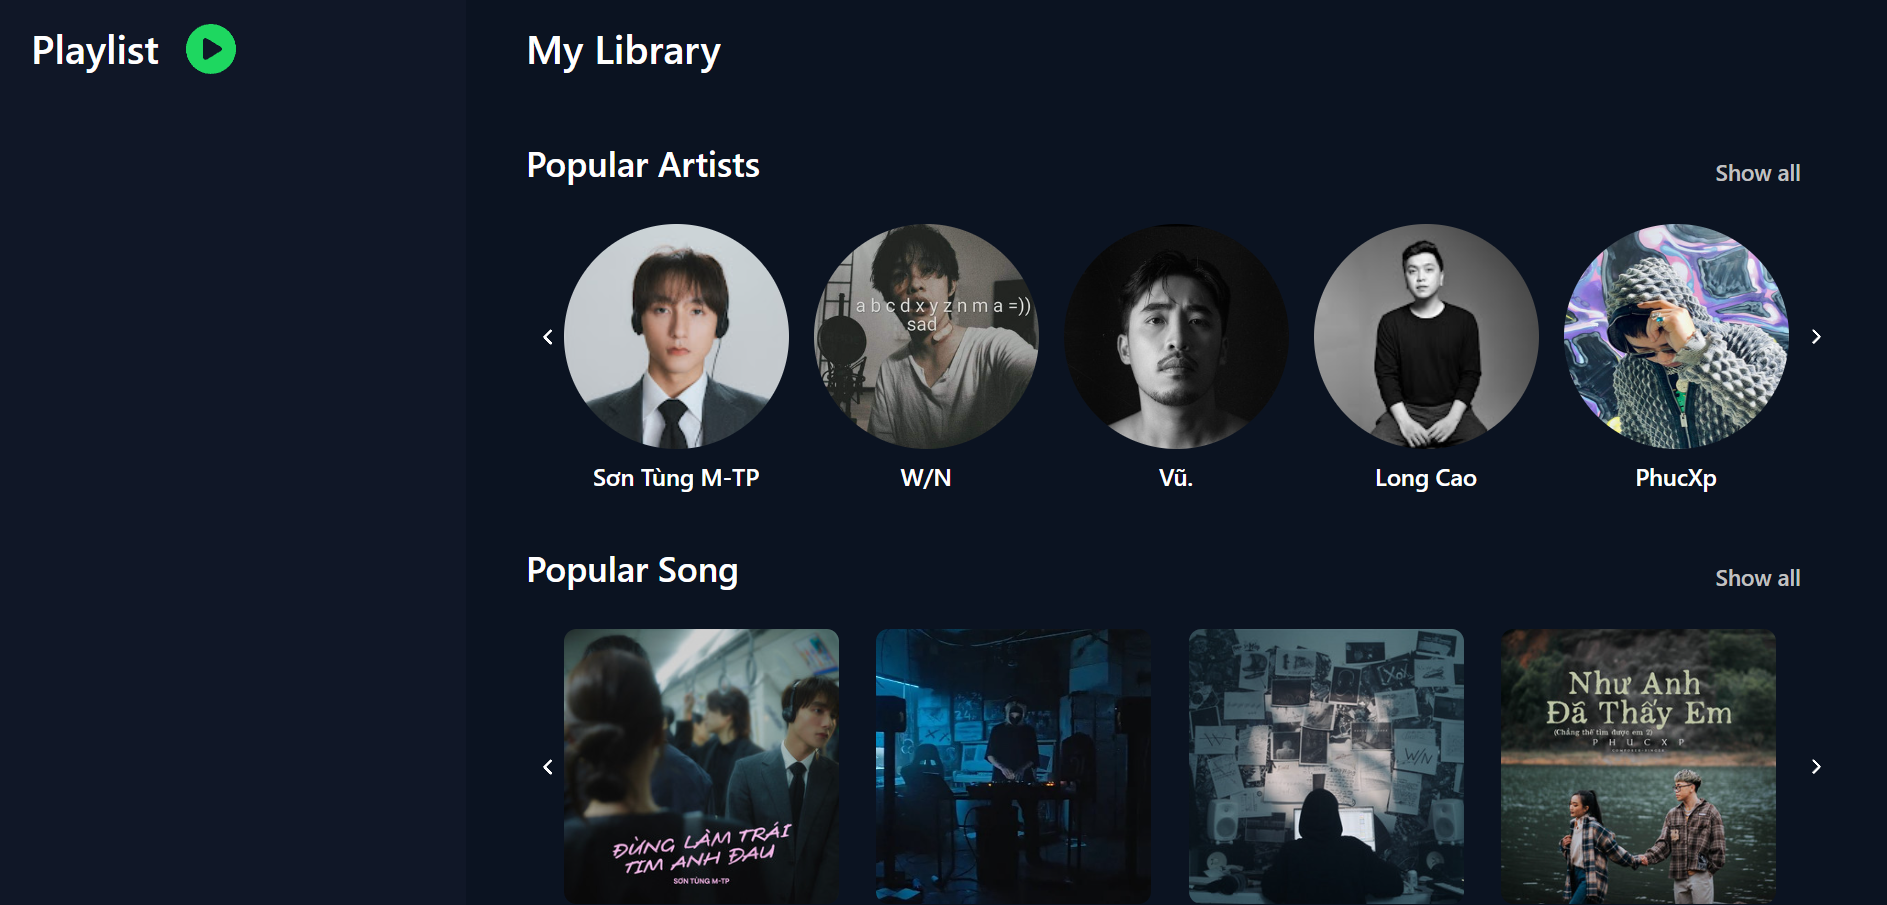 Playlist
My Library
Popular Artists
Show all
a b c d x y z n m a =))
sad
Sơn Tùng M-TP
W/N
Vũ.
Long Cao
PhucXp
Popular Song
Show all
ĐỪNG LÀM TRÁI
TIM ANH ĐAU
SƠN TÙNG M-TP
24
W/N
Như Anh
Đã Thấy Em
(Chẳng thể tìm được em 2)
PHUCXP